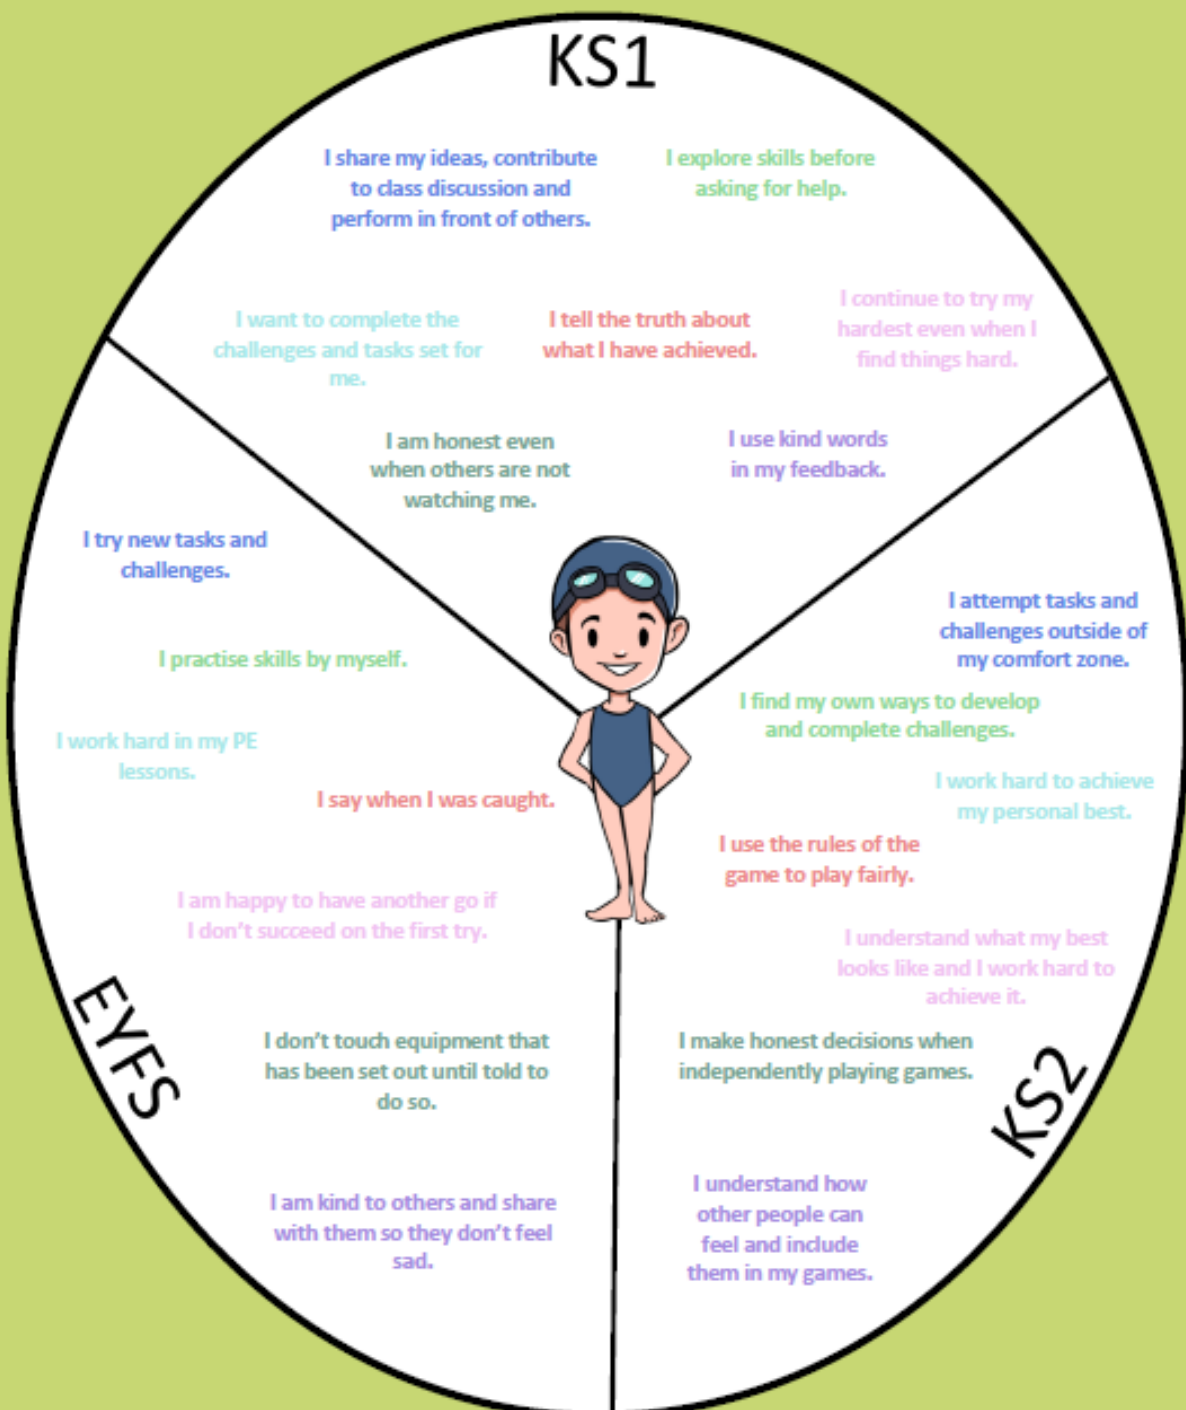 KS1
I share my ideas, contribute
to class discussion and
perform in front of others.
I explore skills before
asking for help.
I want to complete the
challenges and tasks set for
me.
I tell the truth about
what I have achieved.
I continue to try my
hardest even when I
find things hard.
I am honest even
when others are not
watching me.
I use kind words
in my feedback.
EYFS
I try new tasks and
challenges.
I practise skills by myself.
I work hard in my PE
lessons.
I say when I was caught.
I am happy to have another go if
I don't succeed on the first try.
I don't touch equipment that
has been set out until told to
do so.
I am kind to others and share
with them so they don't feel
sad.
KS2
I attempt tasks and
challenges outside of
my comfort zone.
I find my own ways to develop
and complete challenges.
I work hard to achieve
my personal best.
I use the rules of the
game to play fairly.
I understand what my best
looks like and I work hard to
achieve it.
I make honest decisions when
independently playing games.
I understand how
other people can
feel and include
them in my games.